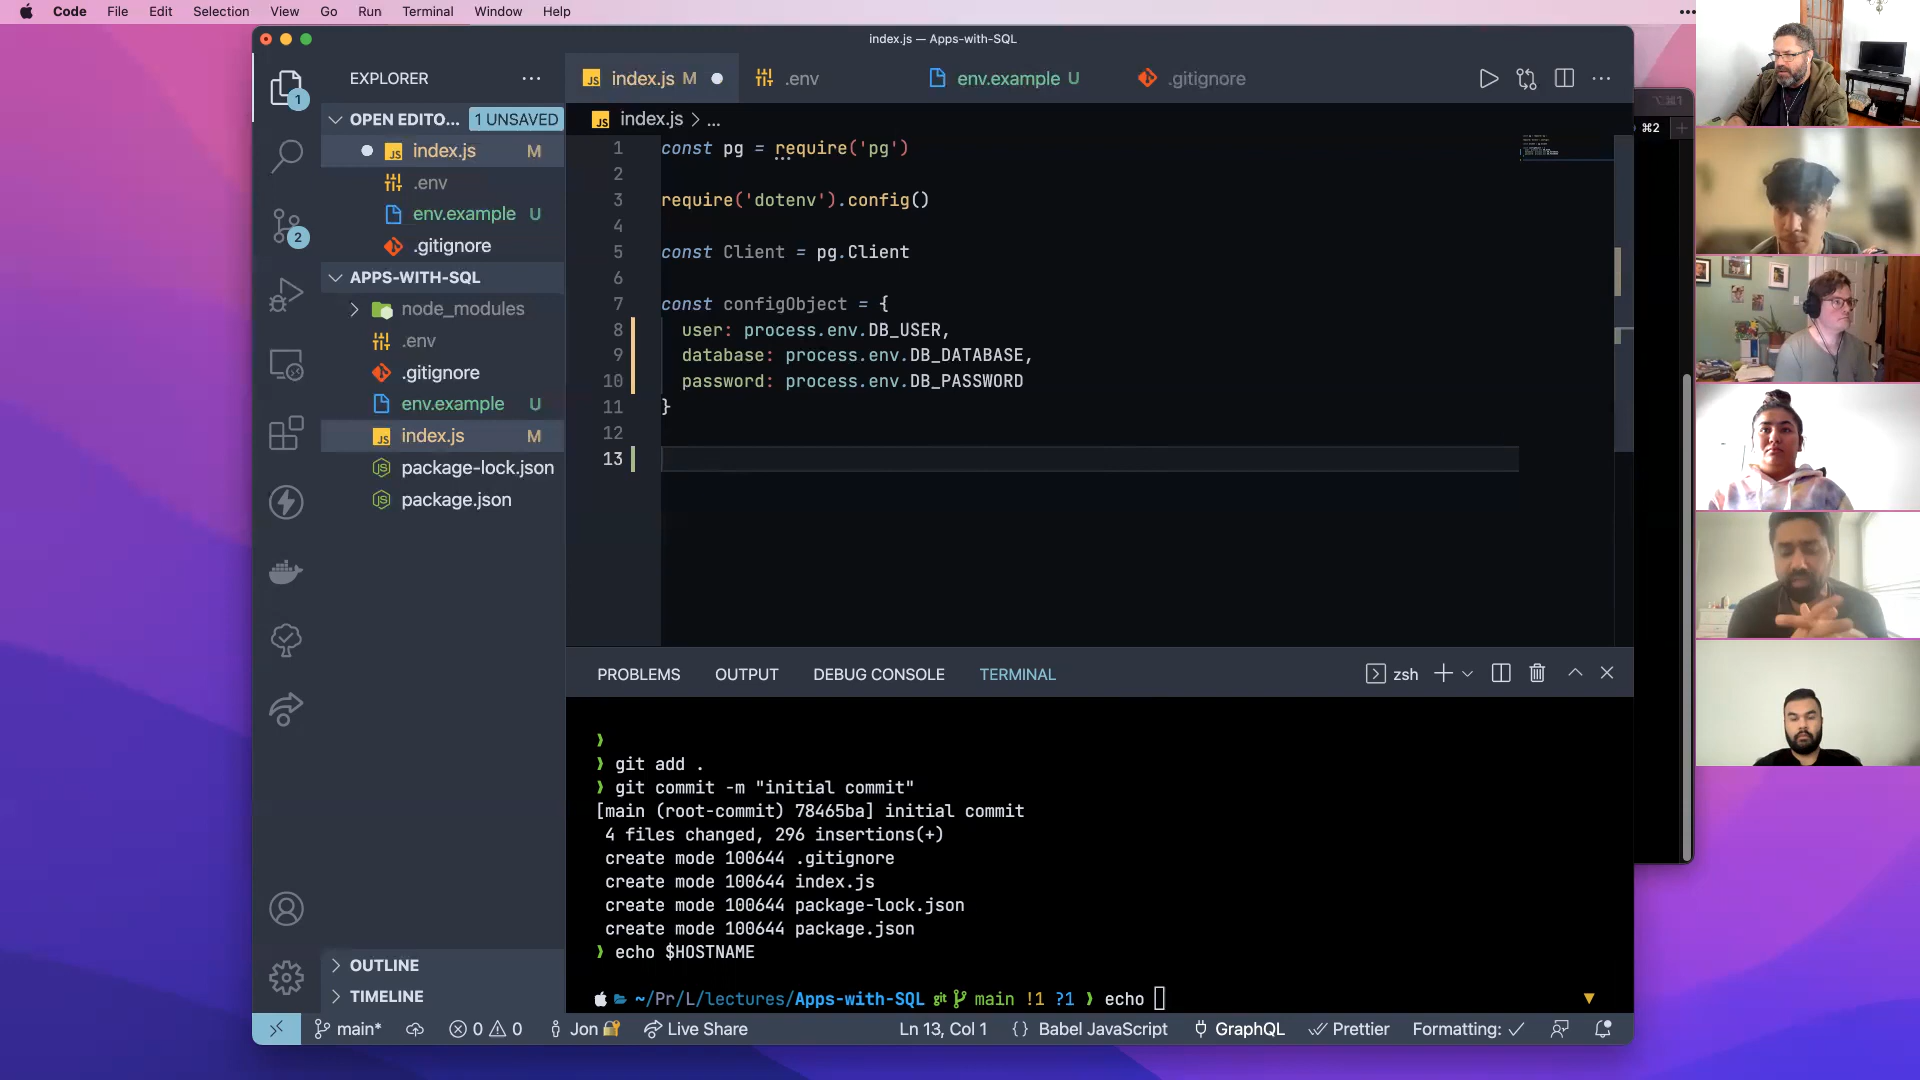 Code File Edit Selection View Go Run Terminal Window Help
index.js — Apps-with-SQL
EXPLORER
OPEN EDITO... 1 UNSAVED
index.js M
.env
env.example U
.gitignore
APPS-WITH-SQL
node_modules
.env
.gitignore
env.example U
index.js M
package-lock.json
package.json
OUTLINE
TIMELINE
1
2
index.js M .env env.example U .gitignore
index.js > ...
1 const pg = require('pg')
2
3 require('dotenv').config()
4
5 const Client = pg.Client
6
7 const configObject = {
8 user: process.env.DB_USER,
9 database: process.env.DB_DATABASE,
10 password: process.env.DB_PASSWORD
11 }
12
13
PROBLEMS OUTPUT DEBUG CONSOLE TERMINAL zsh
❯
❯ git add .
❯ git commit -m "initial commit"
[main (root-commit) 78465ba] initial commit
4 files changed, 296 insertions(+)
create mode 100644 .gitignore
create mode 100644 index.js
create mode 100644 package-lock.json
create mode 100644 package.json
❯ echo $HOSTNAME
~/Pr/L/lectures/Apps-with-SQL git main !1 ?1 ❯ echo
main* 0 0 Jon Live Share Ln 13, Col 1 {} Babel JavaScript GraphQL Prettier Formatting:
⌥⌘1
⌘2